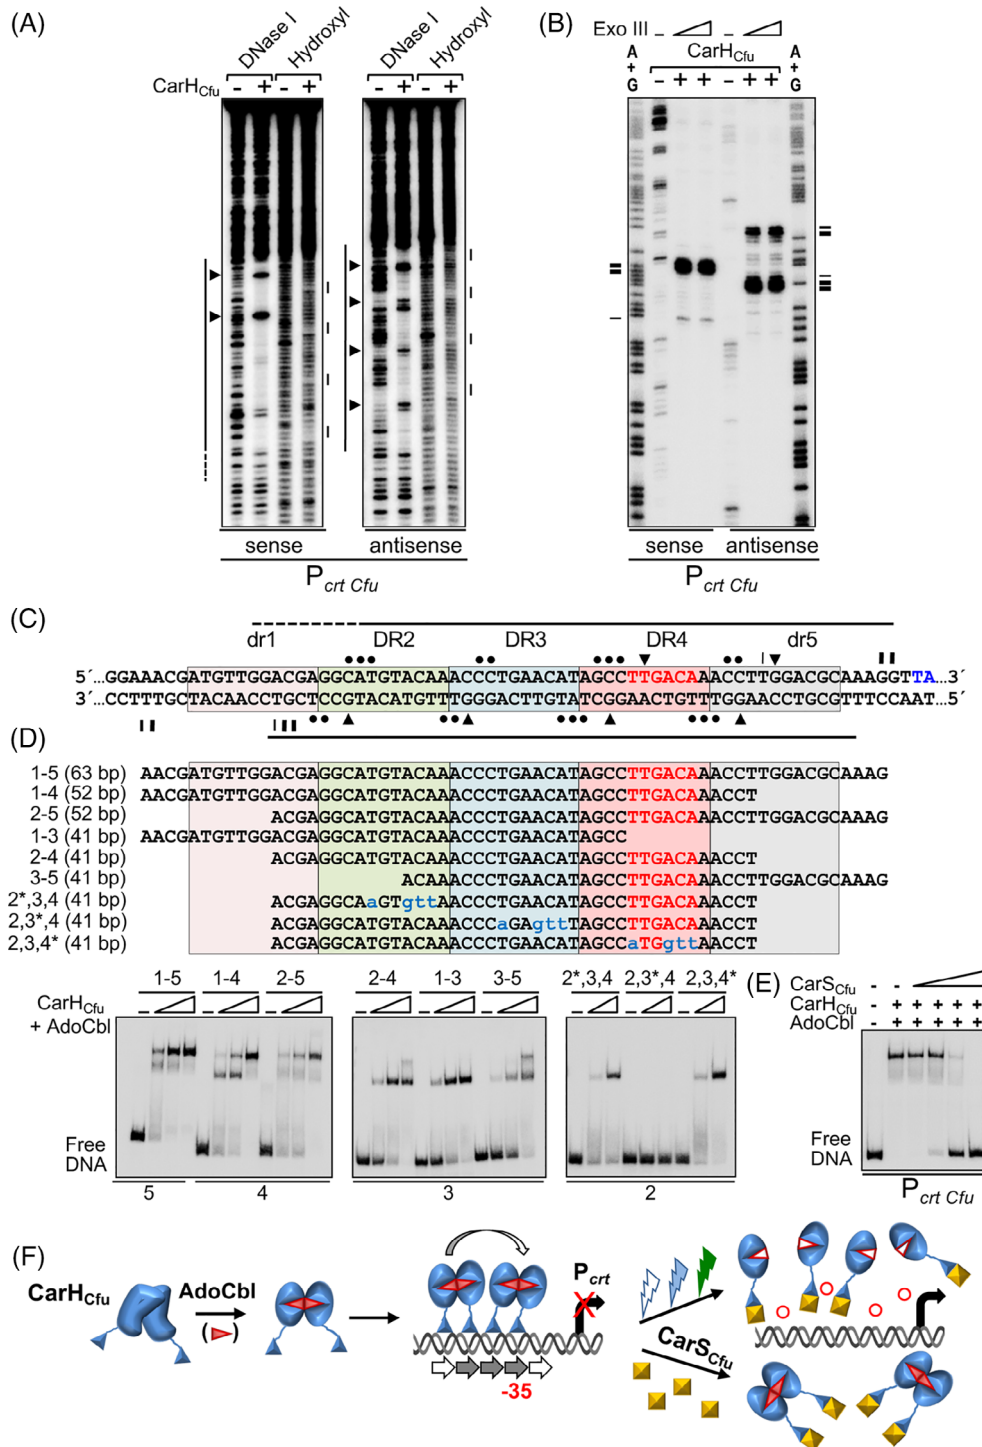 (A)
DNase I Hydroxyl DNase I Hydroxyl
CarHCfu - + - + - + - +
sense antisense
Pcrt Cfu
(B)
Exo III - -
CarHCfu
A+G - + + - + + A+G
sense antisense
Pcrt Cfu
(C)
dr1 DR2 DR3 DR4 dr5
5´...GGAAACGATGTTGGACGAGGCATGTACAAACCCTGAACATAGCCTTGACAAACCTTGGACGCAAAGGTTA...3´
3´...CCTTTGCTACAACCTGCTCCGTACATGTTTGGGACTTGTATCGGAACTGTTTGGAACCTGCGTTTCCAAT...5´
(D)
1-5 (63 bp) AACGATGTTGGACGAGGCATGTACAAACCCTGAACATAGCCTTGACAAACCTTGGACGCAAAG
1-4 (52 bp) AACGATGTTGGACGAGGCATGTACAAACCCTGAACATAGCCTTGACAAACCT
2-5 (52 bp) ACGAGGCATGTACAAACCCTGAACATAGCCTTGACAAACCTTGGACGCAAAG
1-3 (41 bp) AACGATGTTGGACGAGGCATGTACAAACCCTGAACATAGCC
2-4 (41 bp) ACGAGGCATGTACAAACCCTGAACATAGCCTTGACAAACCT
3-5 (41 bp) ACAAACCCTGAACATAGCCTTGACAAACCTTGGACGCAAAG
2*,3,4 (41 bp) ACGAGGCAaGTgttAACCCTGAACATAGCCTTGACAAACCT
2,3*,4 (41 bp) ACGAGGCATGTACAAACCCaGAgttTAGCCTTGACAAACCT
2,3,4* (41 bp) ACGAGGCATGTACAAACCCTGAACATAGCCaTGgttAACCT
1-5 1-4 2-5 2-4 1-3 3-5 2*,3,4 2,3*,4 2,3,4*
CarHCfu + AdoCbl - - - - - - - - -
Free DNA
5 4 3 2
(E)
CarSCfu - -
CarHCfu - + + + + +
AdoCbl - + + + + +
Free DNA
Pcrt Cfu
(F)
CarHCfu
AdoCbl
( )
Pcrt
X
-35
CarSCfu